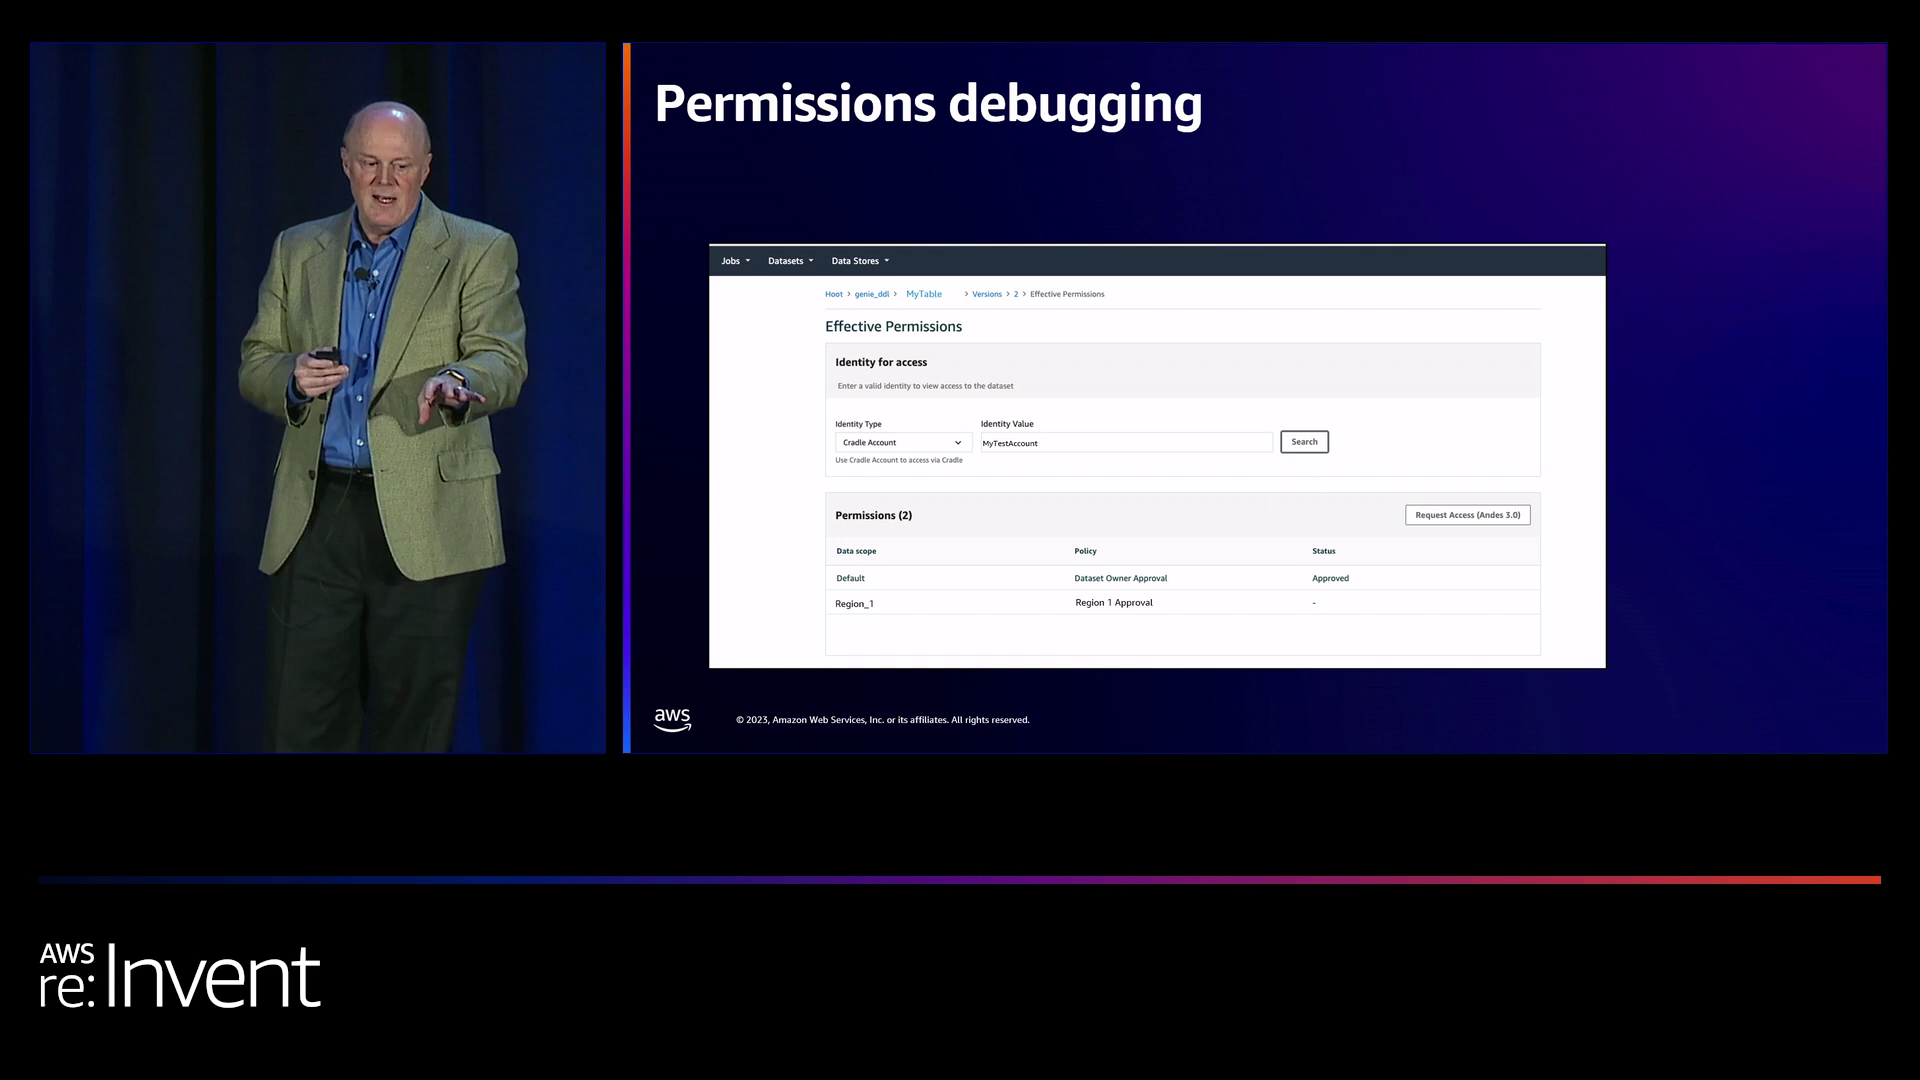 Permissions debugging
Jobs Datasets Data Stores
Hoot > genie_ddl > MyTable > Versions > 2 > Effective Permissions
Effective Permissions
Identity for access
Enter a valid identity to view access to the dataset
Identity Type Identity Value
Cradle Account MyTestAccount Search
Use Cradle Account to access via Cradle
Permissions (2) Request Access (Andes 3.0)
Data scope Policy Status
Default Dataset Owner Approval Approved
Region_1 Region 1 Approval -
aws © 2023, Amazon Web Services, Inc. or its affiliates. All rights reserved.
AWS
re:Invent